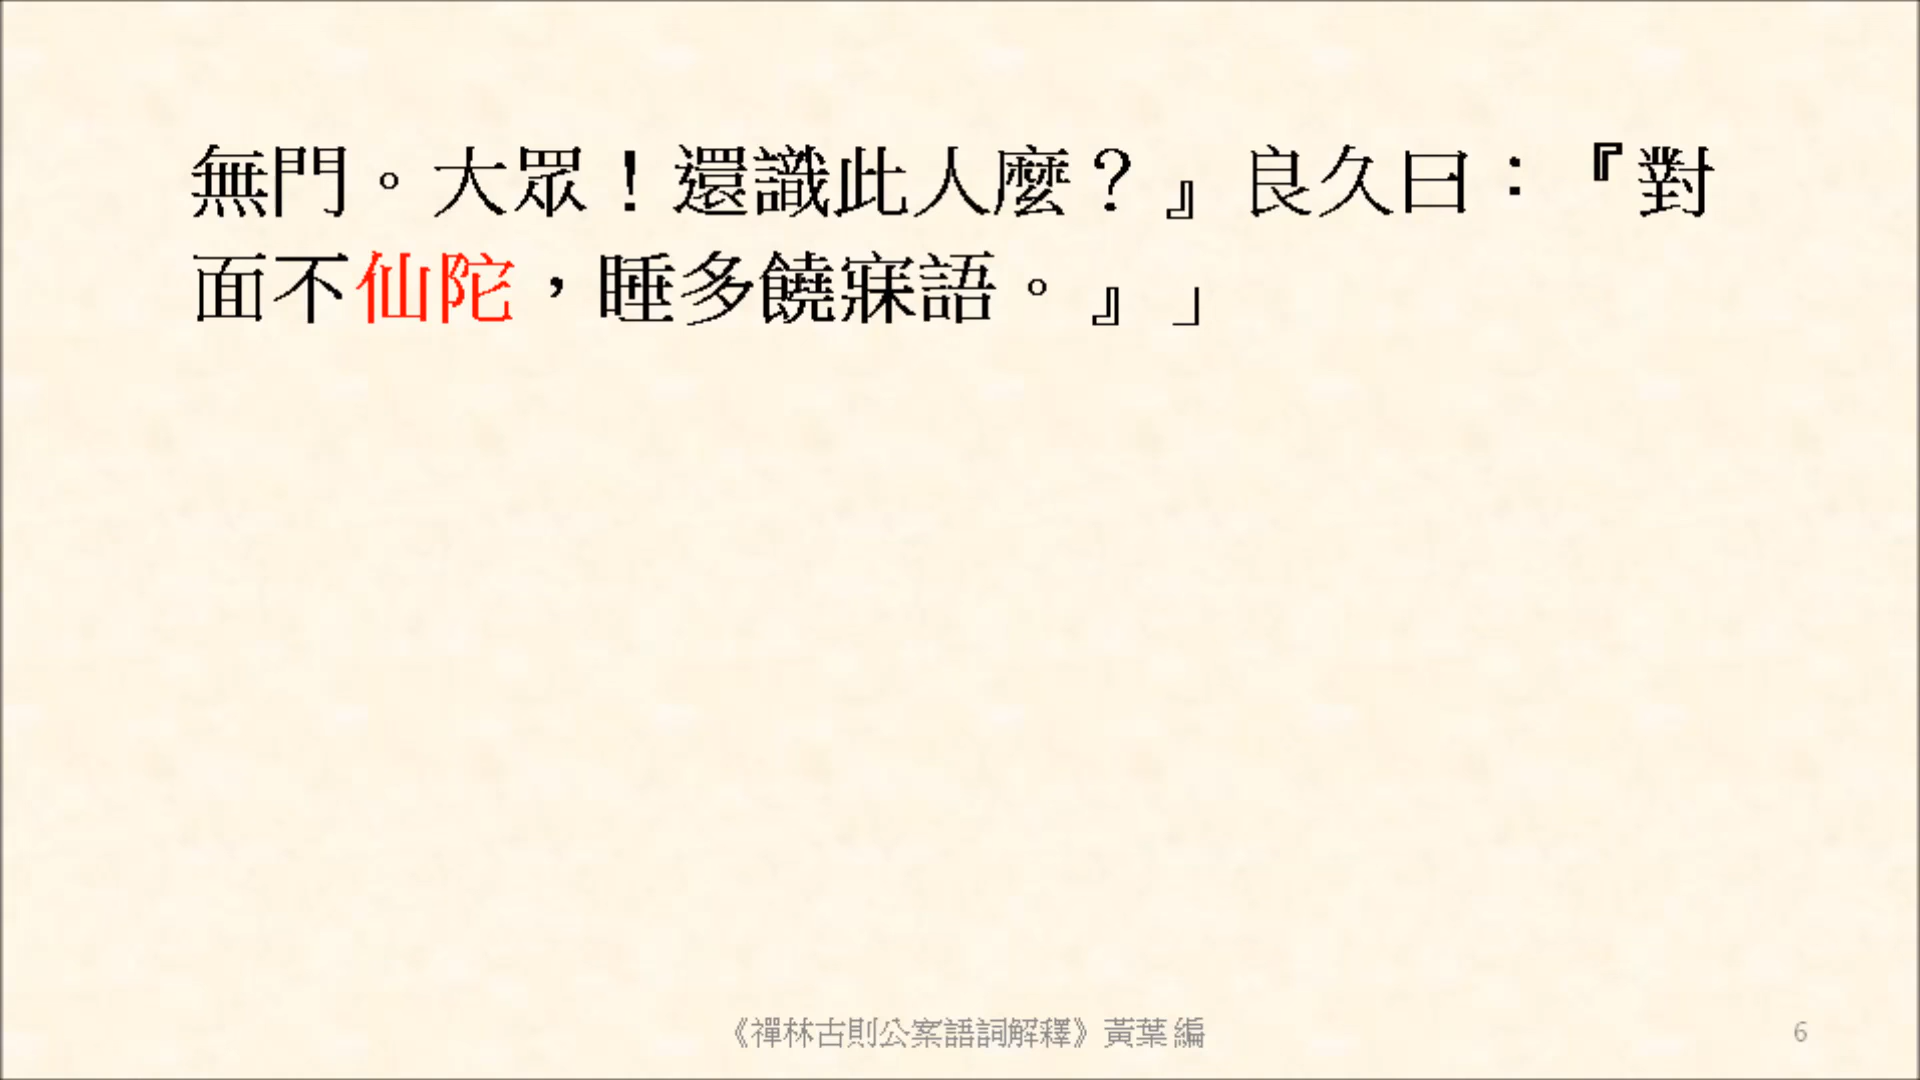 無門。大眾！還識此人麼？』良久曰：『對
面不仙陀，睡多饒寐語。』」
《禪林古則公案語詞解釋》黃葉編
6